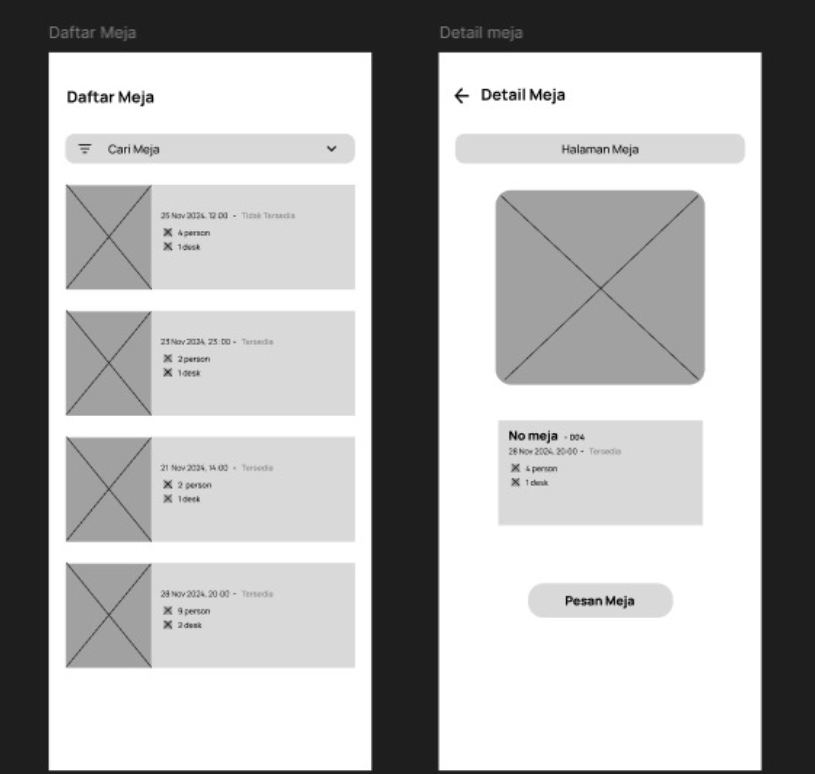 Daftar Meja
Daftar Meja
Cari Meja
25 Nov 2024, 12:00 • Tidak Tersedia
4 person
1 desk
23 Nov 2024, 23:00 • Tersedia
2 person
1 desk
21 Nov 2024, 14:00 • Tersedia
2 person
1 desk
28 Nov 2024, 20:00 • Tersedia
9 person
2 desk
Detail meja
Detail Meja
Halaman Meja
No meja - 004
28 Nov 2024, 20:00 • Tersedia
4 person
1 desk
Pesan Meja